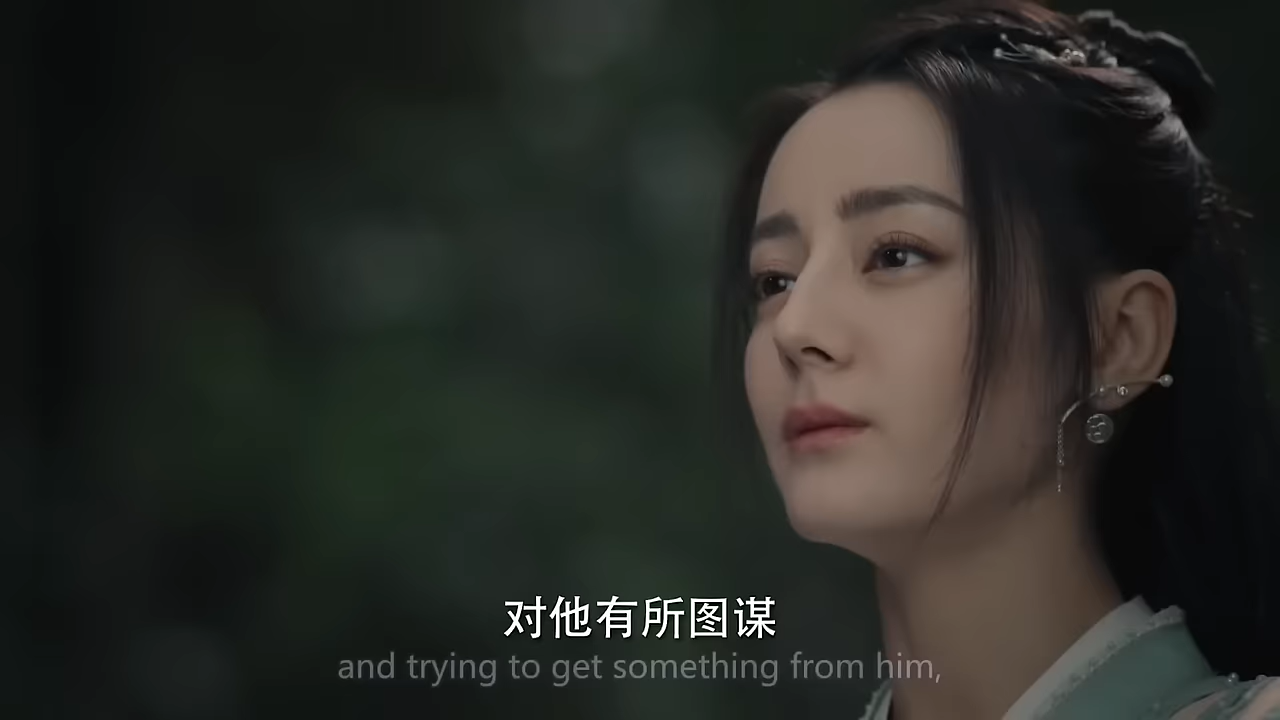 对他有所图谋
and trying to get something from him,